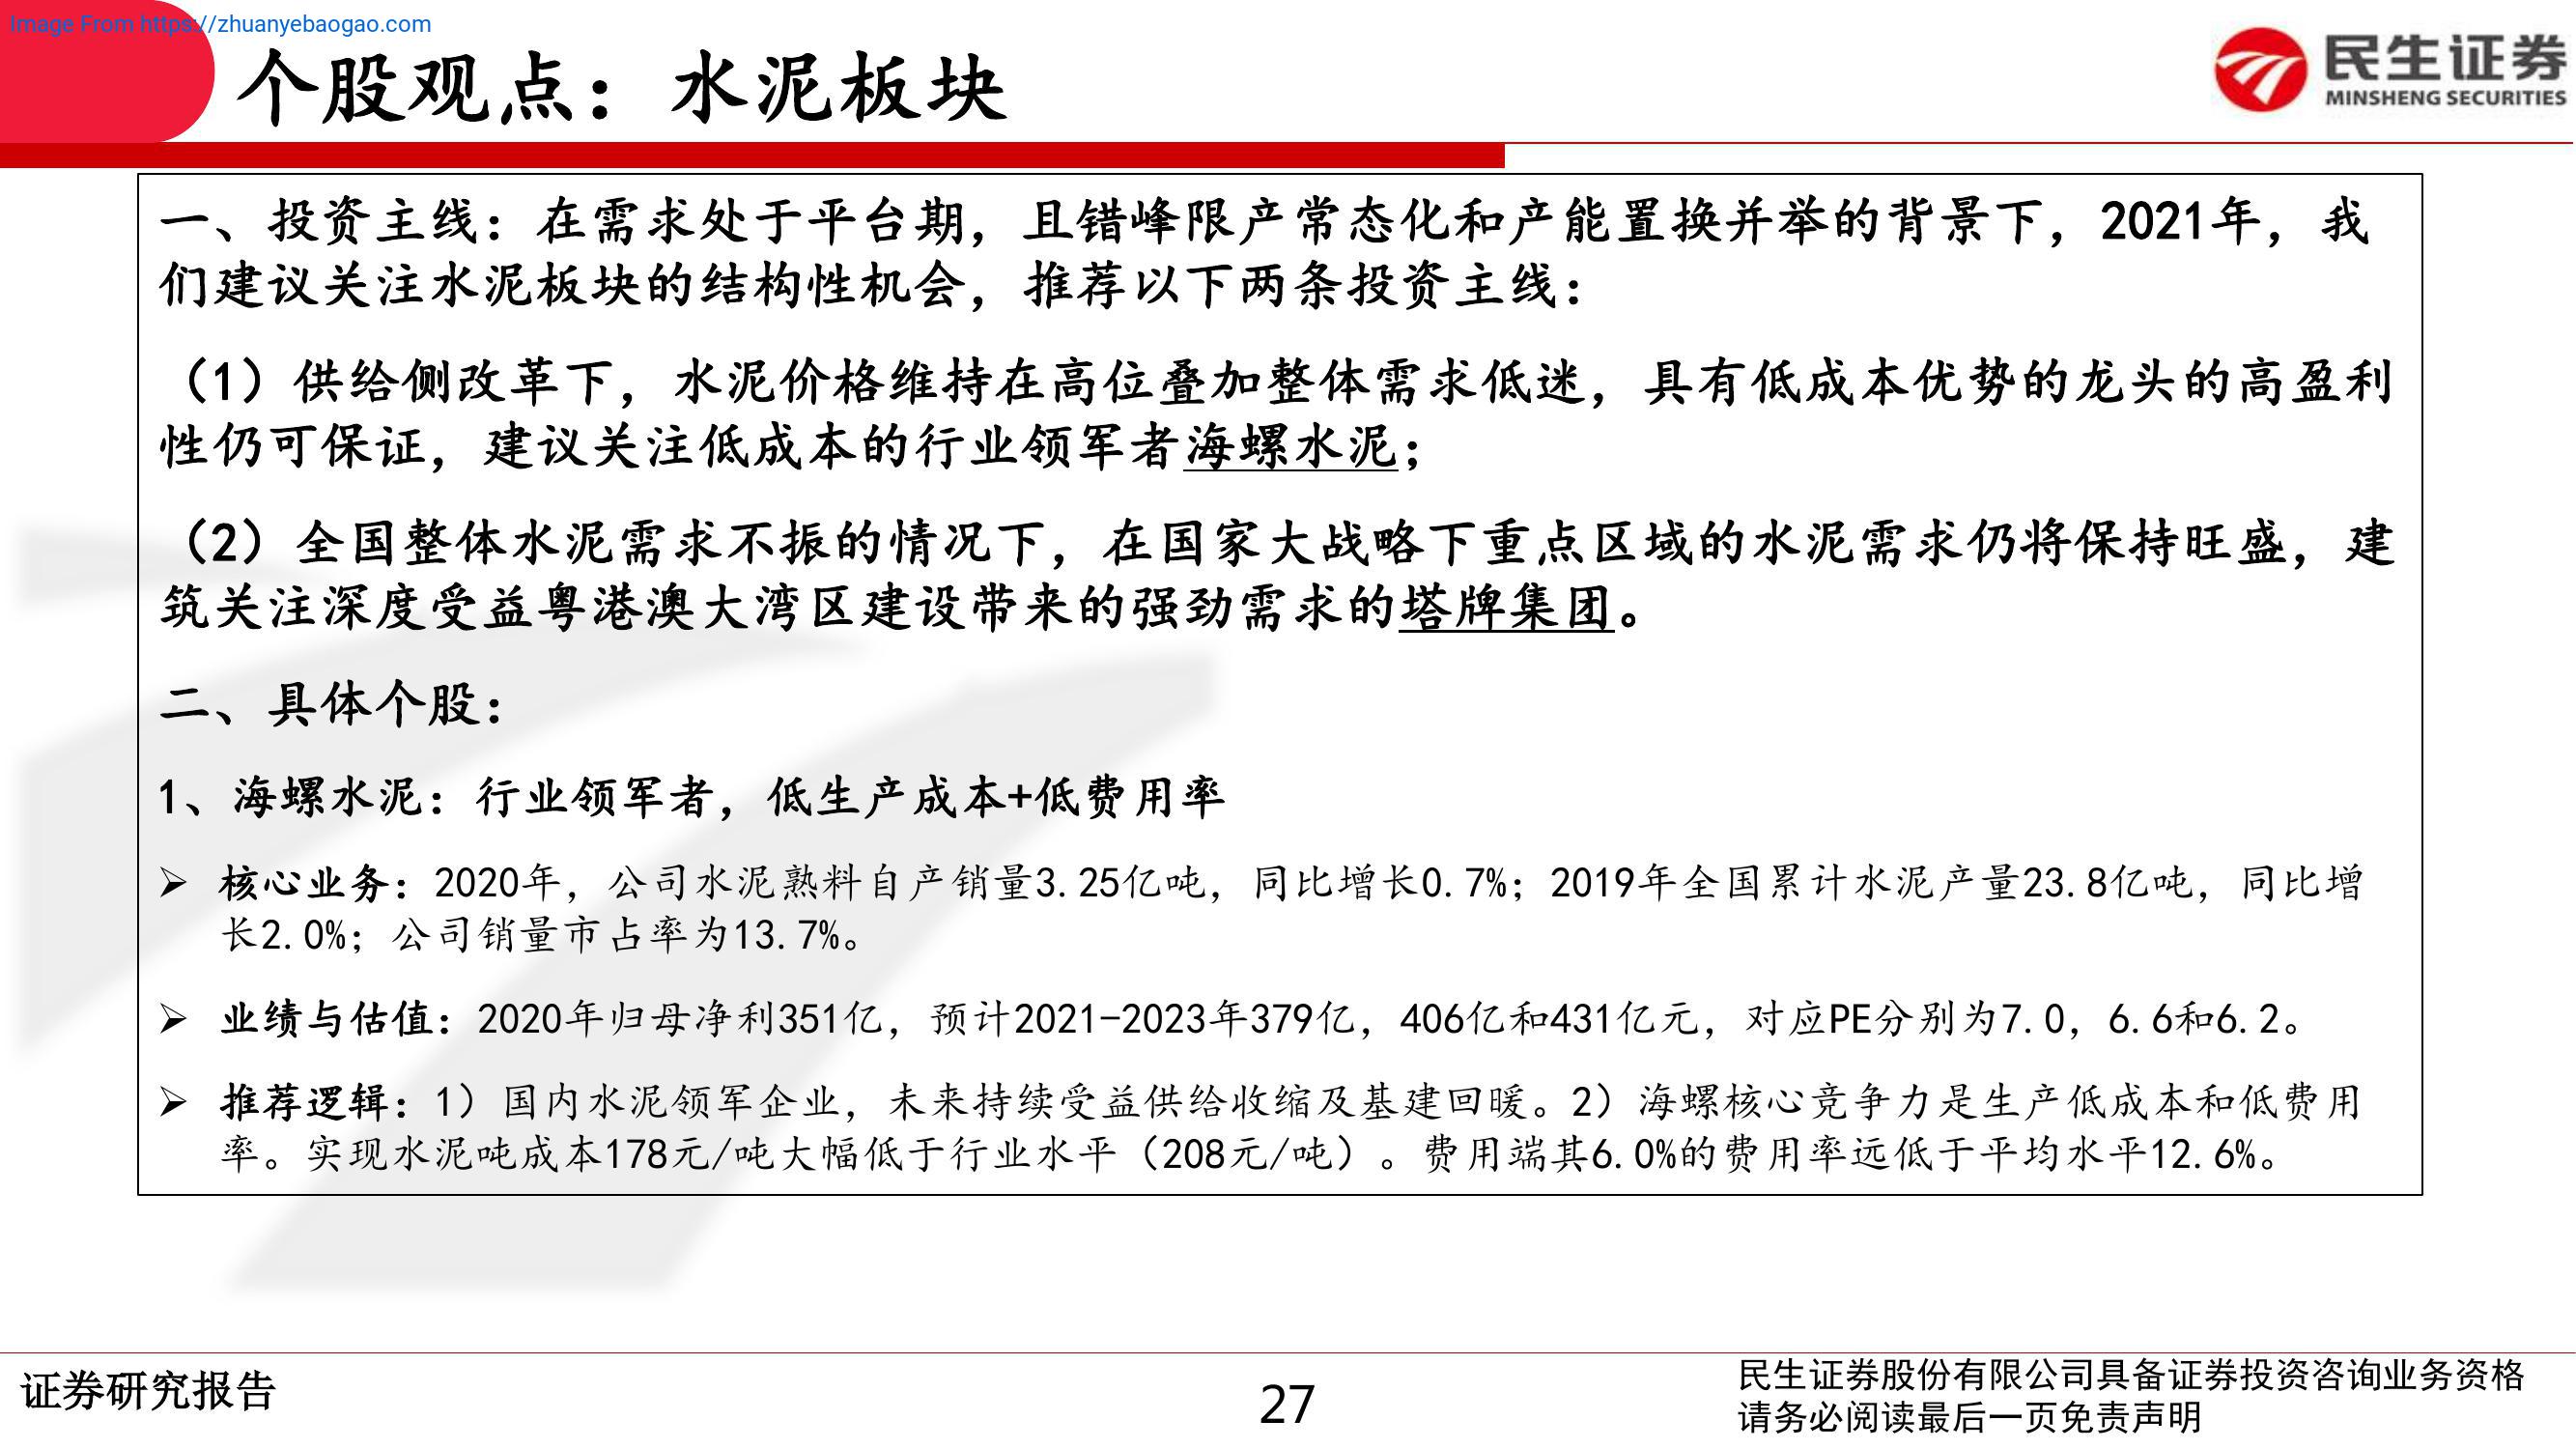 Image From https://zhuanyebaogao.com
个股观点：水泥板块
民生证券
MINSHENG SECURITIES
一、投资主线：在需求处于平台期，且错峰限产常态化和产能置换并举的背景下，2021年，我
们建议关注水泥板块的结构性机会，推荐以下两条投资主线：
（1）供给侧改革下，水泥价格维持在高位叠加整体需求低迷，具有低成本优势的龙头的高盈利
性仍可保证，建议关注低成本的行业领军者海螺水泥；
（2）全国整体水泥需求不振的情况下，在国家大战略下重点区域的水泥需求仍将保持旺盛，建
筑关注深度受益粤港澳大湾区建设带来的强劲需求的塔牌集团。
二、具体个股：
1、海螺水泥：行业领军者，低生产成本+低费用率
➢ 核心业务：2020年，公司水泥熟料自产销量3.25亿吨，同比增长0.7%；2019年全国累计水泥产量23.8亿吨，同比增
长2.0%；公司销量市占率为13.7%。
➢ 业绩与估值：2020年归母净利351亿，预计2021-2023年379亿，406亿和431亿元，对应PE分别为7.0，6.6和6.2。
➢ 推荐逻辑：1）国内水泥领军企业，未来持续受益供给收缩及基建回暖。2）海螺核心竞争力是生产低成本和低费用
率。实现水泥吨成本178元/吨大幅低于行业水平（208元/吨）。费用端其6.0%的费用率远低于平均水平12.6%。
证券研究报告
27
民生证券股份有限公司具备证券投资咨询业务资格
请务必阅读最后一页免责声明